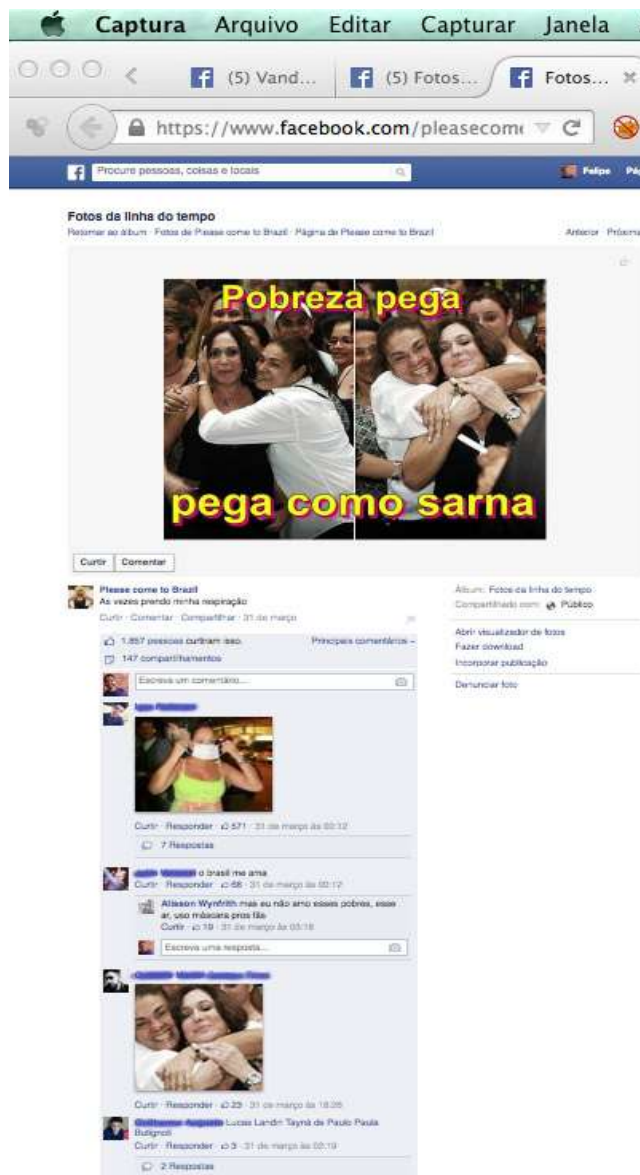 Captura Arquivo Editar Capturar Janela
(5) Vand... (5) Fotos... Fotos...
https://www.facebook.com/pleasecome
Procure pessoas, coisas e locais
Felipe
Fotos da linha do tempo
Retornar ao álbum · Fotos de Please come to Brazil · Página de Please come to Brazil
Anterior · Próxima
Pobreza pega
pega como sarna
Curtir Comentar
Please come to Brazil
As vezes prendo minha respiração
Curtir · Comentar · Compartilhar · 31 de março
1.857 pessoas curtiram isso.
Principais comentários
147 compartilhamentos
Escreva um comentário...
Curtir · Responder · 571 · 31 de março às 03:12
7 Respostas
o brasil me ama
Curtir · Responder · 68 · 31 de março às 03:12
Alisson Wynfrith mas eu não amo esses pobres, esse
ar, uso máscara pros fãs
Curtir · 19 · 31 de março às 03:18
Escreva uma resposta...
Curtir · Responder · 23 · 31 de março às
Lucas Landin Tayná de Paulo Paula
Curtir · Responder · 3 · 31 de março às 03:19
2 Respostas
Álbum: Fotos da linha do tempo
Compartilhado com: Público
Abrir visualizador de fotos
Fazer download
Incorporar publicação
Denunciar foto